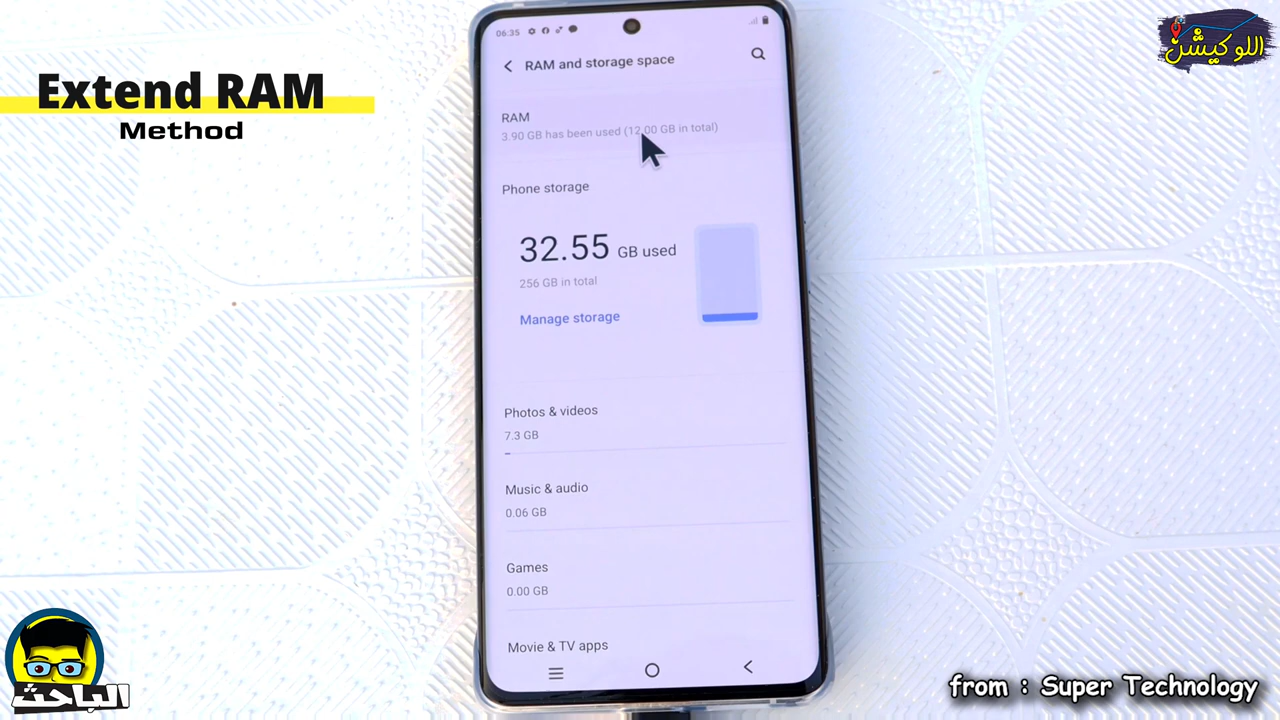 Extend RAM
Method
اللوكيشن
06:35
RAM and storage space
RAM
3.90 GB has been used (12.00 GB in total)
Phone storage
32.55 GB used
256 GB in total
Manage storage
Photos & videos
7.3 GB
Music & audio
0.06 GB
Games
0.00 GB
Movie & TV apps
الباحث
from : Super Technology